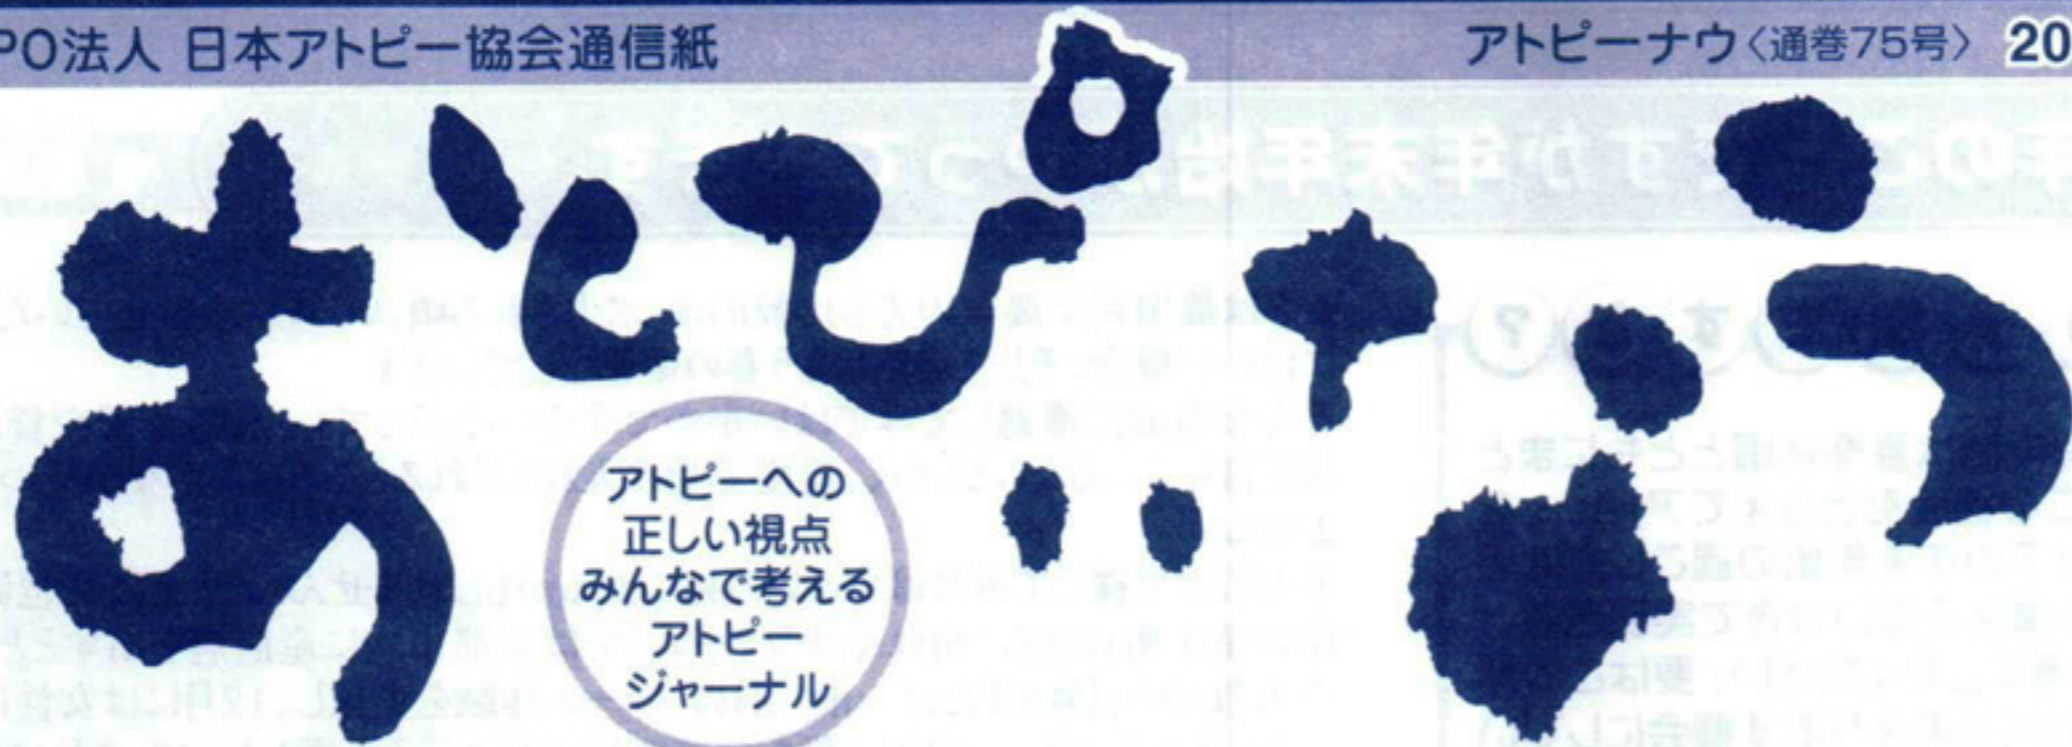 PO法人 日本アトピー協会通信紙
アトピーナウ〈通巻75号〉 20
あとぴいなう
アトピーへの
正しい視点
みんなで考える
アトピー
ジャーナル